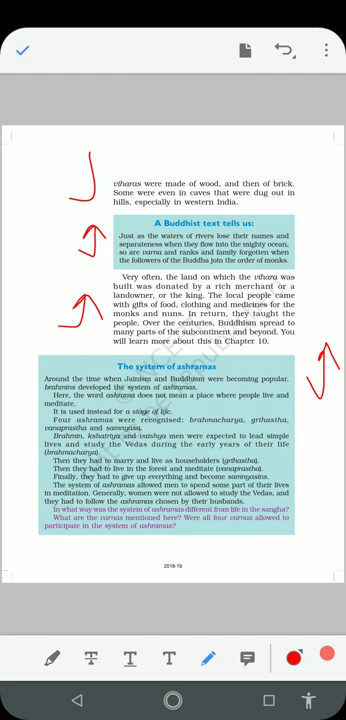 viharas were made of wood, and then of brick.
Some were even in caves that were dug out in
hills, especially in western India.
A Buddhist text tells us:
Just as the waters of rivers lose their names and
separateness when they flow into the mighty ocean,
so are varna and ranks and family forgotten when
the followers of the Buddha join the order of monks.
Very often, the land on which the vihara was
built was donated by a rich merchant or a
landowner, or the king. The local people came
with gifts of food, clothing and medicines for the
monks and nuns. In return, they taught the
people. Over the centuries, Buddhism spread to
many parts of the subcontinent and beyond. You
will learn more about this in Chapter 10.
The system of ashramas
Around the time when Jainism and Buddhism were becoming popular,
brahmins developed the system of ashramas.
Here, the word ashrama does not mean a place where people live and
meditate.
It is used instead for a stage of life.
Four ashramas were recognised: brahmacharya, grihastha,
vanaprastha and samnyasa.
Brahmin, kshatriya and vaishya men were expected to lead simple
lives and study the Vedas during the early years of their life
(brahmacharya).
Then they had to marry and live as householders (grihastha).
Then they had to live in the forest and meditate (vanaprastha).
Finally, they had to give up everything and become samnyasins.
The system of ashramas allowed men to spend some part of their lives
in meditation. Generally, women were not allowed to study the Vedas, and
they had to follow the ashramas chosen by their husbands.
In what way was the system of ashramas different from life in the sangha?
What are the varnas mentioned here? Were all four varnas allowed to
participate in the system of ashramas?
2018-19
T T T